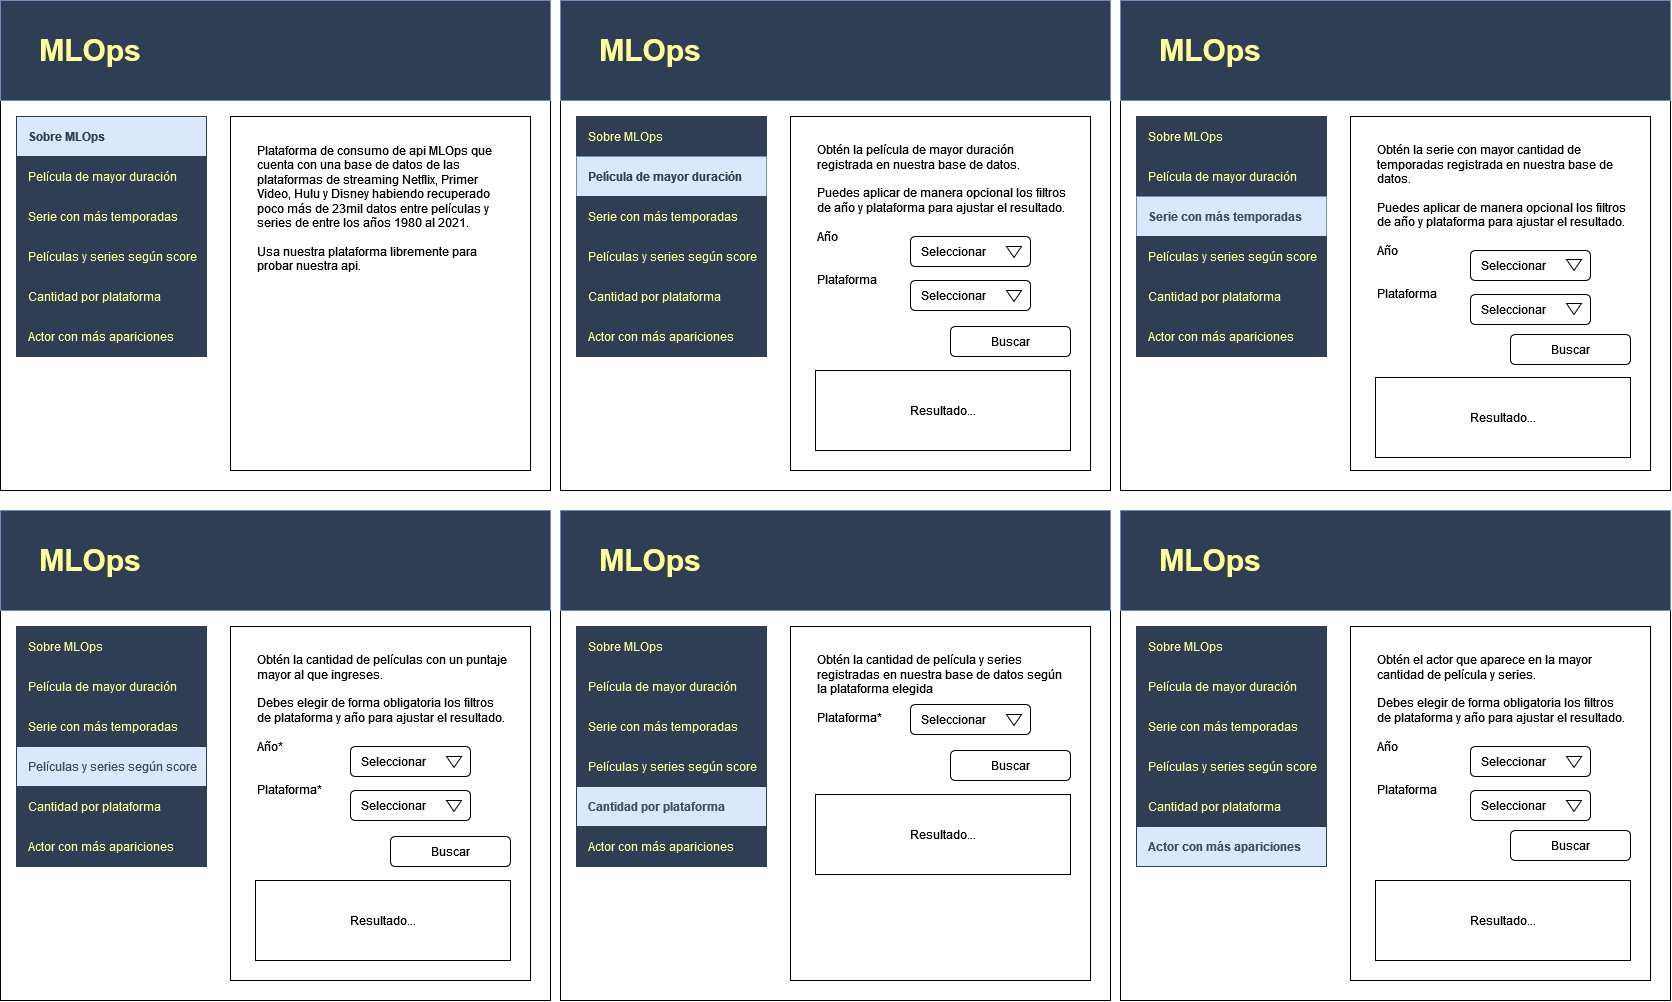 MLOps
Sobre MLOps
Película de mayor duración
Serie con más temporadas
Películas y series según score
Cantidad por plataforma
Actor con más apariciones
Plataforma de consumo de api MLOps que
cuenta con una base de datos de las
plataformas de streaming Netflix, Primer
Video, Hulu y Disney habiendo recuperado
poco más de 23mil datos entre películas y
series de entre los años 1980 al 2021.
Usa nuestra plataforma libremente para
probar nuestra api.
MLOps
Sobre MLOps
Película de mayor duración
Serie con más temporadas
Películas y series según score
Cantidad por plataforma
Actor con más apariciones
Obtén la película de mayor duración
registrada en nuestra base de datos.
Puedes aplicar de manera opcional los filtros
de año y plataforma para ajustar el resultado.
Año
Seleccionar
Plataforma
Seleccionar
Buscar
Resultado...
MLOps
Sobre MLOps
Película de mayor duración
Serie con más temporadas
Películas y series según score
Cantidad por plataforma
Actor con más apariciones
Obtén la serie con mayor cantidad de
temporadas registrada en nuestra base de
datos.
Puedes aplicar de manera opcional los filtros
de año y plataforma para ajustar el resultado.
Año
Seleccionar
Plataforma
Seleccionar
Buscar
Resultado...
MLOps
Sobre MLOps
Película de mayor duración
Serie con más temporadas
Películas y series según score
Cantidad por plataforma
Actor con más apariciones
Obtén la cantidad de películas con un puntaje
mayor al que ingreses.
Debes elegir de forma obligatoria los filtros
de plataforma y año para ajustar el resultado.
Año*
Seleccionar
Plataforma*
Seleccionar
Buscar
Resultado...
MLOps
Sobre MLOps
Película de mayor duración
Serie con más temporadas
Películas y series según score
Cantidad por plataforma
Actor con más apariciones
Obtén la cantidad de película y series
registradas en nuestra base de datos según
la plataforma elegida
Plataforma*
Seleccionar
Buscar
Resultado...
MLOps
Sobre MLOps
Película de mayor duración
Serie con más temporadas
Películas y series según score
Cantidad por plataforma
Actor con más apariciones
Obtén el actor que aparece en la mayor
cantidad de película y series.
Debes elegir de forma obligatoria los filtros
de plataforma y año para ajustar el resultado.
Año
Seleccionar
Plataforma
Seleccionar
Buscar
Resultado...